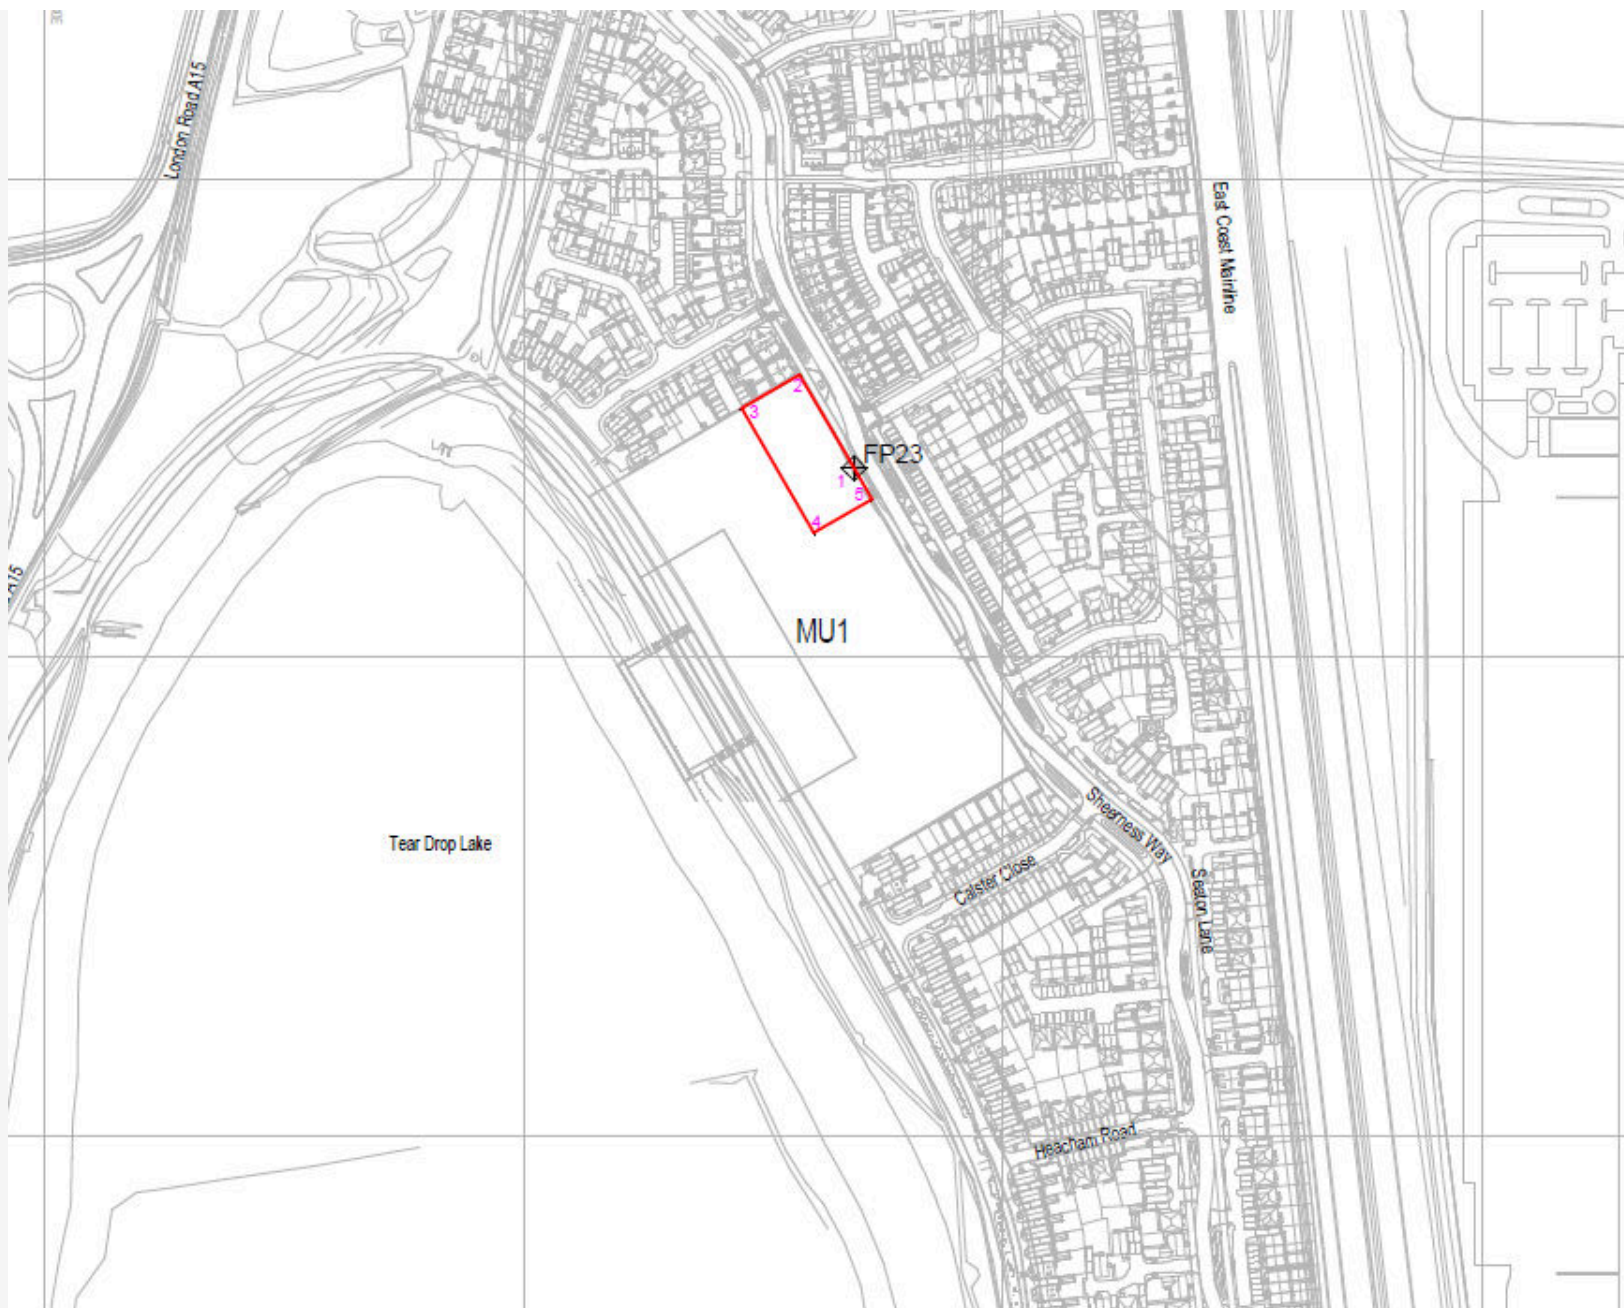 London Road A15
East Coast Mainline
2
3
FP23
1
5
4
A15
MU1
Sheerness Way
Tear Drop Lake
Caister Close
Seaton Lane
Heacham Road